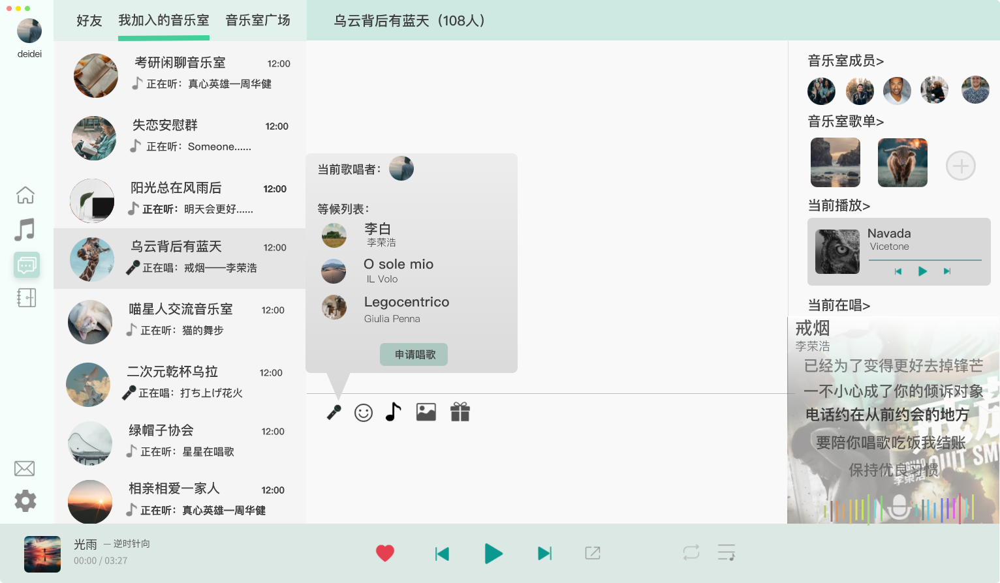 deidei
好友
我加入的音乐室
音乐室广场
考研闲聊音乐室
12:00
正在听：真心英雄—周华健
失恋安慰群
12:00
正在听：Someone......
阳光总在风雨后
12:00
正在听：明天会更好......
乌云背后有蓝天
12:00
正在唱：戒烟——李荣浩
喵星人交流音乐室
12:00
正在听：猫的舞步
二次元乾杯乌拉
12:00
正在唱：打ち上げ花火
绿帽子协会
12:00
正在听：星星在唱歌
相亲相爱一家人
12:00
正在听：真心英雄—周华健
乌云背后有蓝天（108人）
当前歌唱者：
等候列表：
李白
李荣浩
O sole mio
IL Volo
Legocentrico
Giulia Penna
申请唱歌
音乐室成员>
音乐室歌单>
当前播放>
Navada
Vicetone
当前在唱>
戒烟
李荣浩
已经为了变得更好去掉锋芒
一不小心成了你的倾诉对象
电话约在从前约会的地方
要陪你唱歌吃饭我结账
保持优良习惯
QUIT SM
李荣浩
光雨 — 逆时针向
00:00 / 03:27